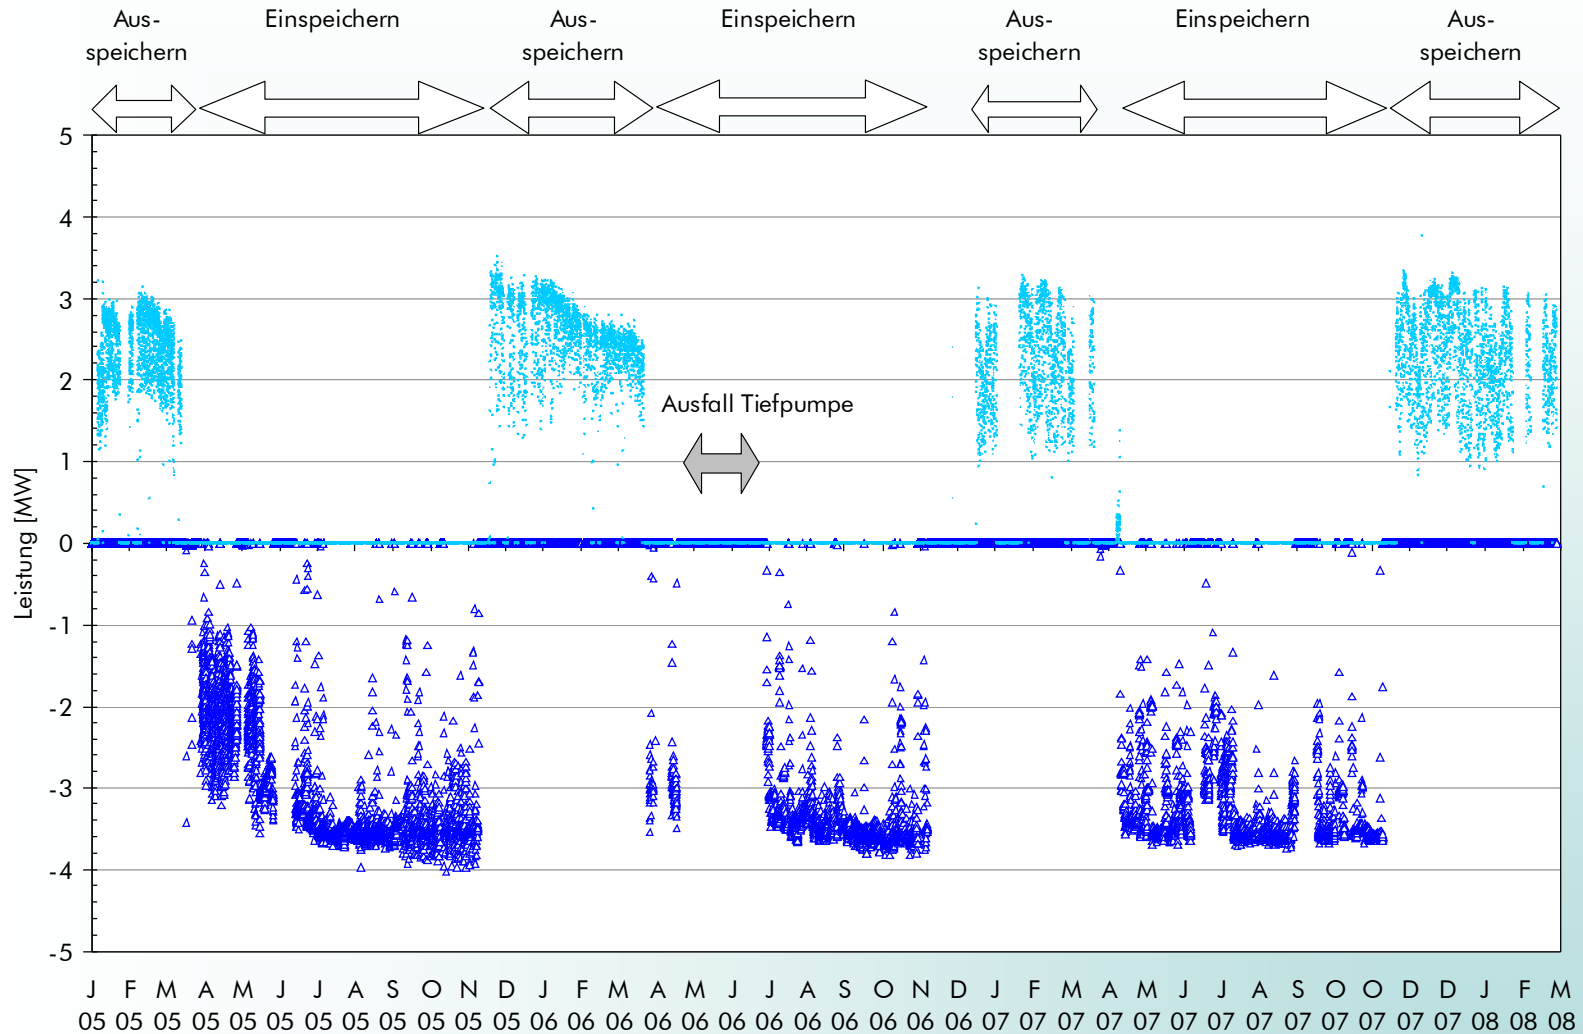 Aus-
speichern
Einspeichern
Aus-
speichern
Einspeichern
Aus-
speichern
Einspeichern
Aus-
speichern
5
4
3
2
1
0
-1
-2
-3
-4
-5
Leistung [MW]
Ausfall Tiefpumpe
J F M A M J J A S O N D J F M A M J J A S O N D J F M A M J J A S O O D D J F M
05 05 05 05 05 05 05 05 05 05 05 05 06 06 06 06 06 06 06 06 06 06 06 06 07 07 07 07 07 07 07 07 07 07 07 07 07 08 08 08